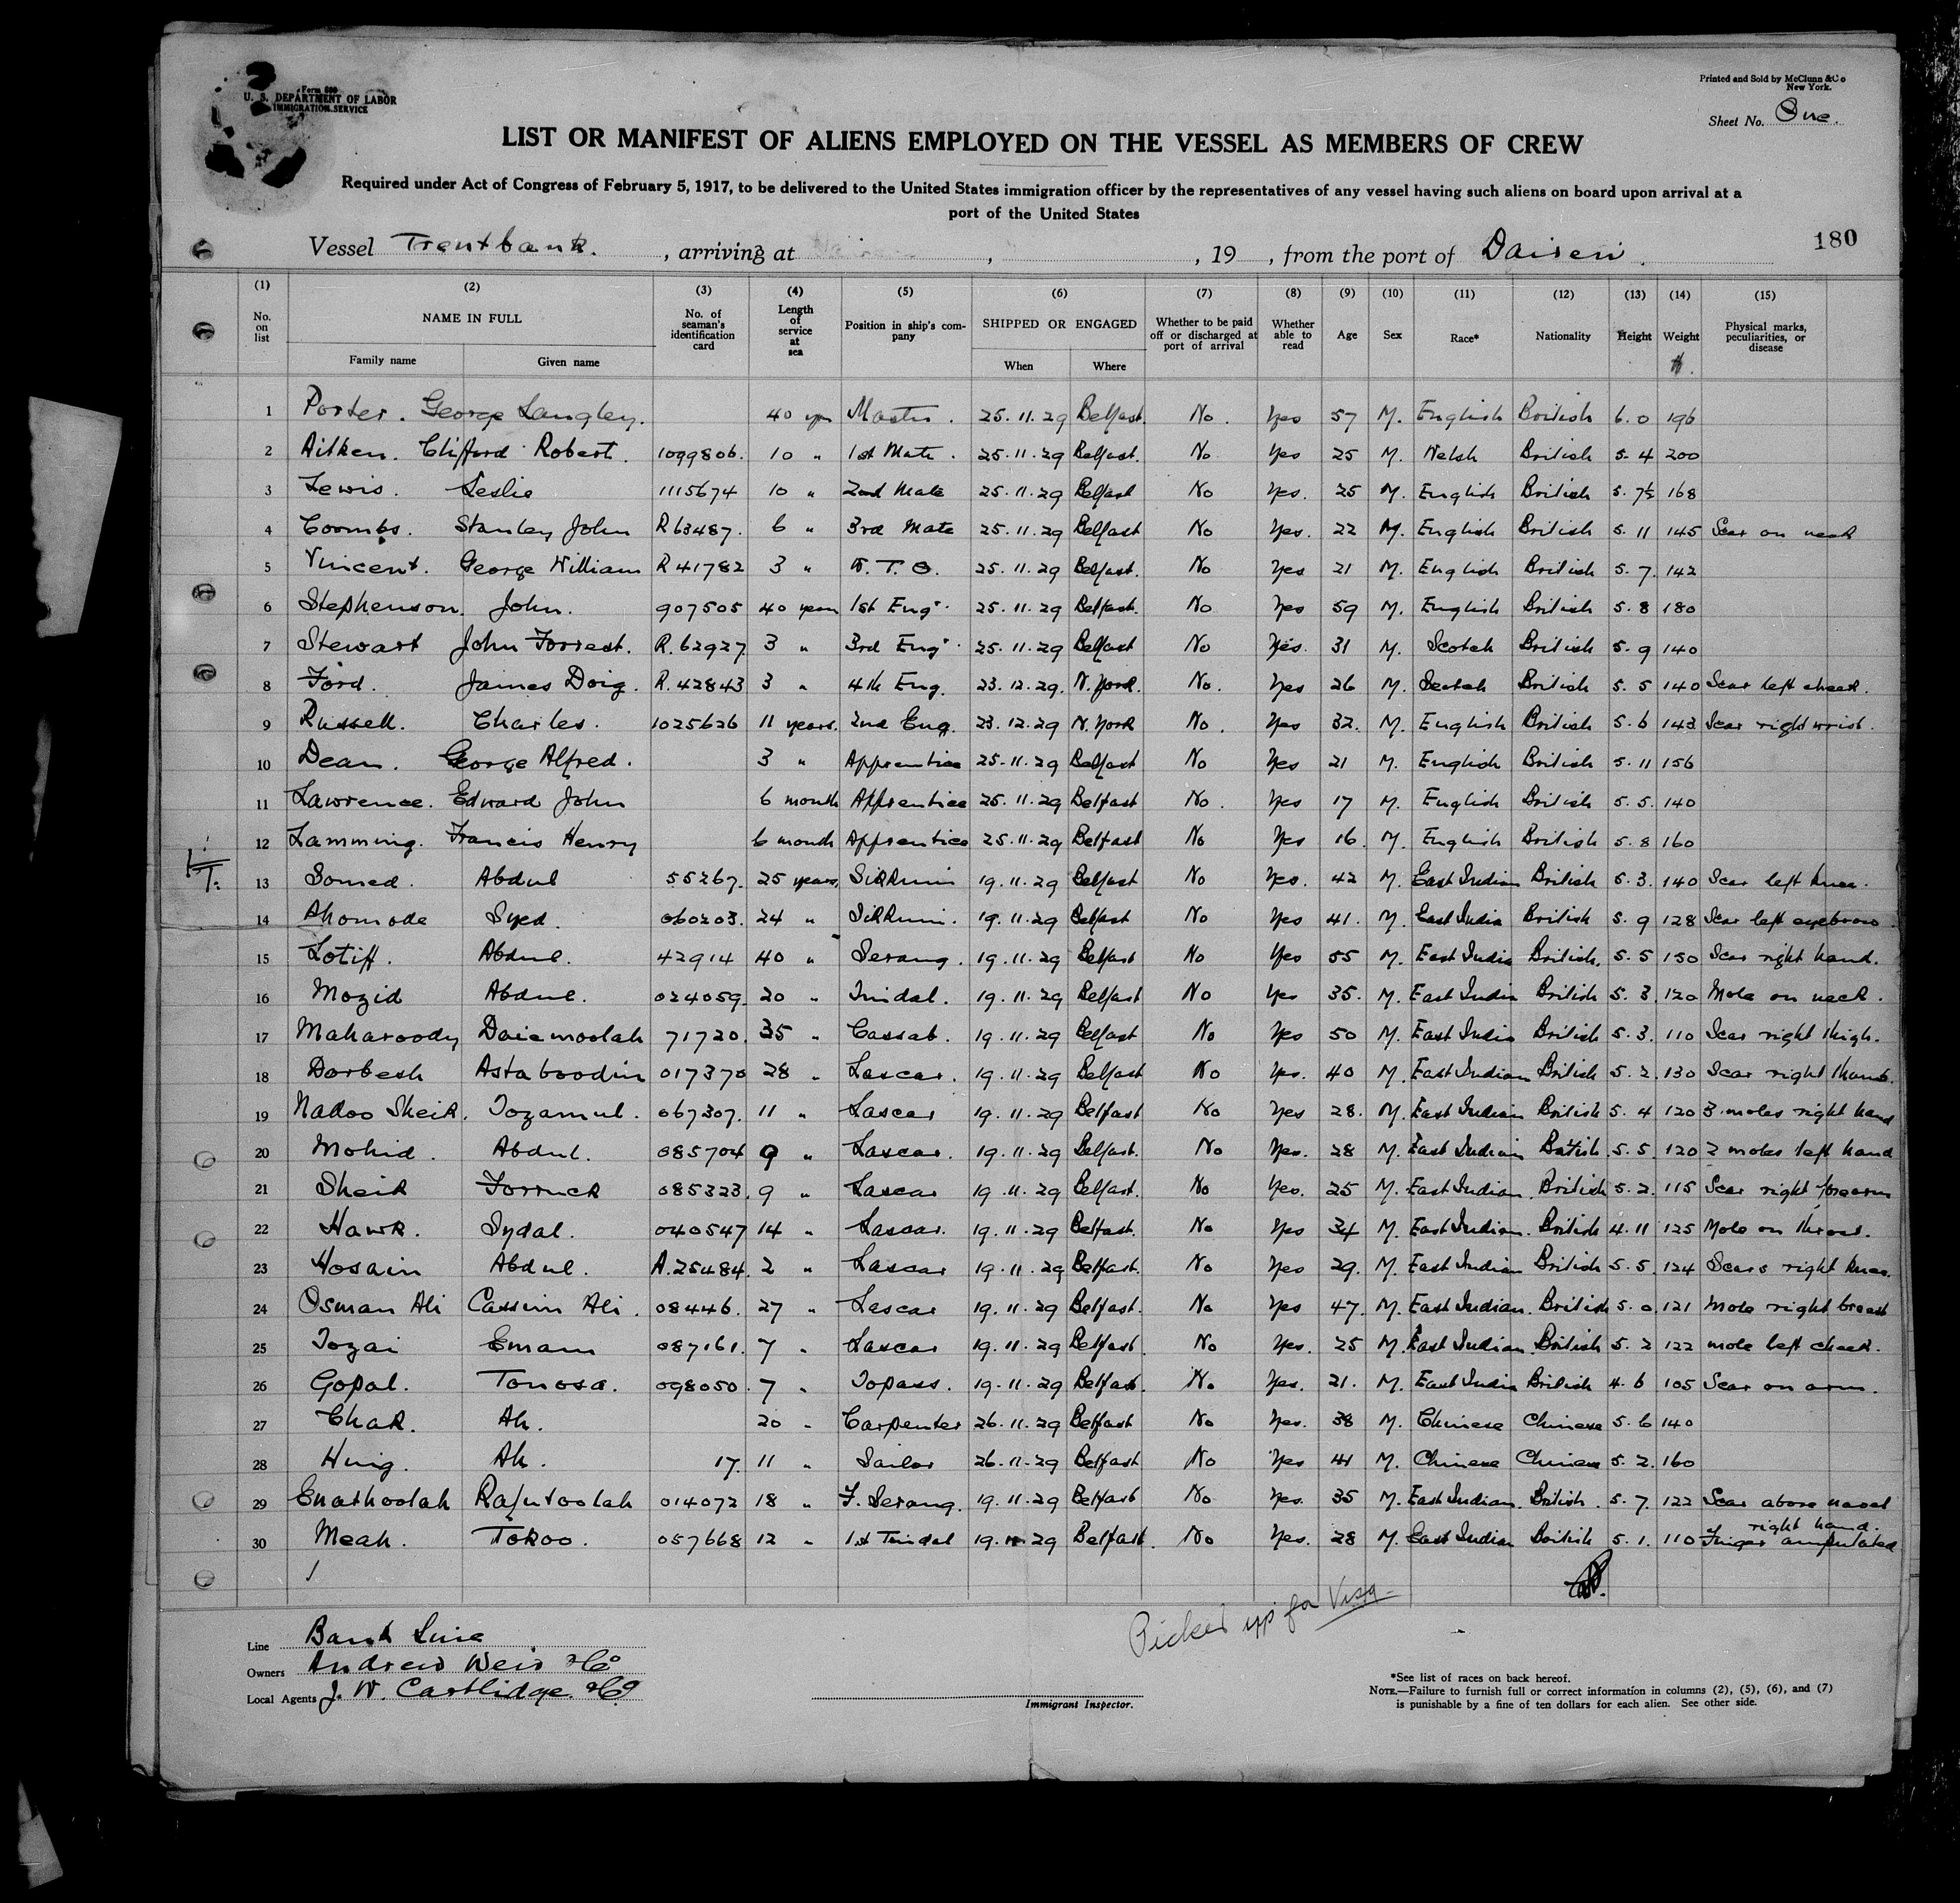 Form 680
U. S. DEPARTMENT OF LABOR
IMMIGRATION SERVICE
Printed and Sold by McClunn & Co
New York.
Sheet No. One.
LIST OR MANIFEST OF ALIENS EMPLOYED ON THE VESSEL AS MEMBERS OF CREW
Required under Act of Congress of February 5, 1917, to be delivered to the United States immigration officer by the representatives of any vessel having such aliens on board upon arrival at a
port of the United States
180
Vessel Trentbank. , arriving at , , 19 , from the port of Dairen.
(1) (2) (3) (4) (5) (6) (7) (8) (9) (10) (11) (12) (13) (14) (15)
No. on list NAME IN FULL Family name Given name No. of seaman's identification card Length of service at sea Position in ship's company SHIPPED OR ENGAGED When Where Whether to be paid off or discharged at port of arrival Whether able to read Age Sex Race* Nationality Height Weight Physical marks, peculiarities, or disease
1 Porter. George Langley. 40 yrs Master. 25.11.29 Belfast. No. Yes 57 M. English British 6.0 196
2 Aitken. Clifford Robert. 1099806. 10 " 1st Mate. 25.11.29 Belfast. No Yes 25 M. Welsh British 5.4 200
3 Lewis. Leslie 1115674 10 " 2nd Mate 25.11.29 Belfast No Yes. 25 M. English British 5.7½ 168
4 Coombs. Stanley John R 63487. 6 " 3rd Mate 25.11.29 Belfast No Yes. 22 M. English British 5.11 145 Scar on neck
5 Vincent. George William R 41782 3 " W.T.O. 25.11.29 Belfast. No Yes 21 M. English British 5.7. 142
6 Stephenson. John. 907505 40 years 1st Engr. 25.11.29 Belfast. No Yes 59 M. English British 5.8 180
7 Stewart John Forrest. R.62927. 3 " 3rd Engr. 25.11.29 Belfast No Yes. 31 M. Scotch British 5.9 140
8 Ford. James Doig. R.42843 3 " 4th Eng. 23.12.29. N. York. No. Yes 26 M. Scotch British 5.5 140 Scar left cheek.
9 Russell. Charles. 1025626 11 years. 2nd Eng. 23.12.29 N. York No. Yes 32. M. English British 5.6 143 Scar right wrist.
10 Dean. George Alfred. 3 " Apprentice 25.11.29 Belfast No Yes 21 M. English British 5.11 156
11 Lawrence. Edward John 6 month Apprentice 25.11.29 Belfast No. Yes 17 M. English British 5.5. 140
12 Lamming. Francis Henry 6 month Apprentice 25.11.29 Belfast No Yes 16 M. English British 5.8 160
13 Somed. Abdul 55267. 25 years. Sukkuni 19.11.29 Belfast No Yes. 42 M. East Indian British 5.3. 140 Scar left knee.
14 Ahomode Syed. 060203. 24 " Sukkuni. 19.11.29 Belfast No Yes 41. M. East India British 5.9 128 Scar left eyebrow.
15 Lotiff. Abdul. 42914 40 " Serang. 19.11.29 Belfast No Yes 55 M. East India British. 5.5 150 Scar right hand.
16 Mozid Abdul. 024059. 20 " Tindal. 19.11.29 Belfast No Yes 35. M. East India British 5.3. 120 Mole on neck.
17 Maharoody Daiemoolah 71720. 35 " Cassab. 19.11.29 Belfast No Yes 50 M. East India British 5.3. 110 Scar right thigh.
18 Dorbesh Astaboodin 017370 28 " Lascar. 19.11.29 Belfast No Yes. 40 M. East Indian British 5.2. 130 Scar right thumb.
19 Nadoo Sheik. Tozamul. 067307. 11 " Lascar 19.11.29 Belfast No Yes 28. M. East Indian British 5.4 120 3 moles right hand
20 Mohid. Abdul. 085704 9 " Lascar. 19.11.29 Belfast. No Yes. 28 M. East Indian British. 5.5. 120 2 moles left hand
21 Sheik Forruck 085323. 9 " Lascar 19.11.29 Belfast. No Yes. 25 M. East Indian. British 5.2. 115 Scar right forearm
22 Hawk. Sydal. 040547 14 " Lascar. 19.11.29 Belfast. No Yes 34 M. East Indian. British 4.11 125 Mole on throat.
23 Hosain Abdul. A.25484. 2 " Lascar 19.11.29 Belfast. No Yes 29. M. East Indian British 5.5. 124 Scars right knee.
24 Osman Ali Cassim Ali. 08446. 27 " Lascar 19.11.29 Belfast. No Yes 47. M. East Indian. British 5.0. 121 Mole right breast
25 Tozai Emam 087161. 7 " Lascar 19.11.29 Belfast. No Yes. 25 M. East Indian. British 5.2 122 mole left cheek.
26 Gopal. Tonosa. 098050. 7 " Topass. 19.11.29 Belfast. No. Yes. 21. M. East India British 4.6 105 Scar on arm.
27 Chak. Ah. 20 " Carpenter 26.11.29 Belfast No Yes. 38 M. Chinese Chinese 5.6 140
28 Hing. Ah. 17. 11 " Sailor 26.11.29 Belfast No Yes 41 M. Chinese Chinese 5.2. 160
29 Enathoolah Rafutoolah 014072 18 " F. Serang. 19.11.29 Belfast No Yes. 35 M. East Indian. British. 5.7. 122 Scar above navel
30 Meah. Tokoo. 057668 12 " 1st Tindal 19.11.29 Belfast. No Yes. 28 M. East Indian British 5.1. 110 right hand. Finger amputated
Picked up for Visa
Line Bank Line
Owners Andrew Weir & Co
Local Agents J. W. Cartlidge. & Co.
Immigrant Inspector.
*See list of races on back hereof.
NOTE.—Failure to furnish full or correct information in columns (2), (5), (6), and (7)
is punishable by a fine of ten dollars for each alien. See other side.